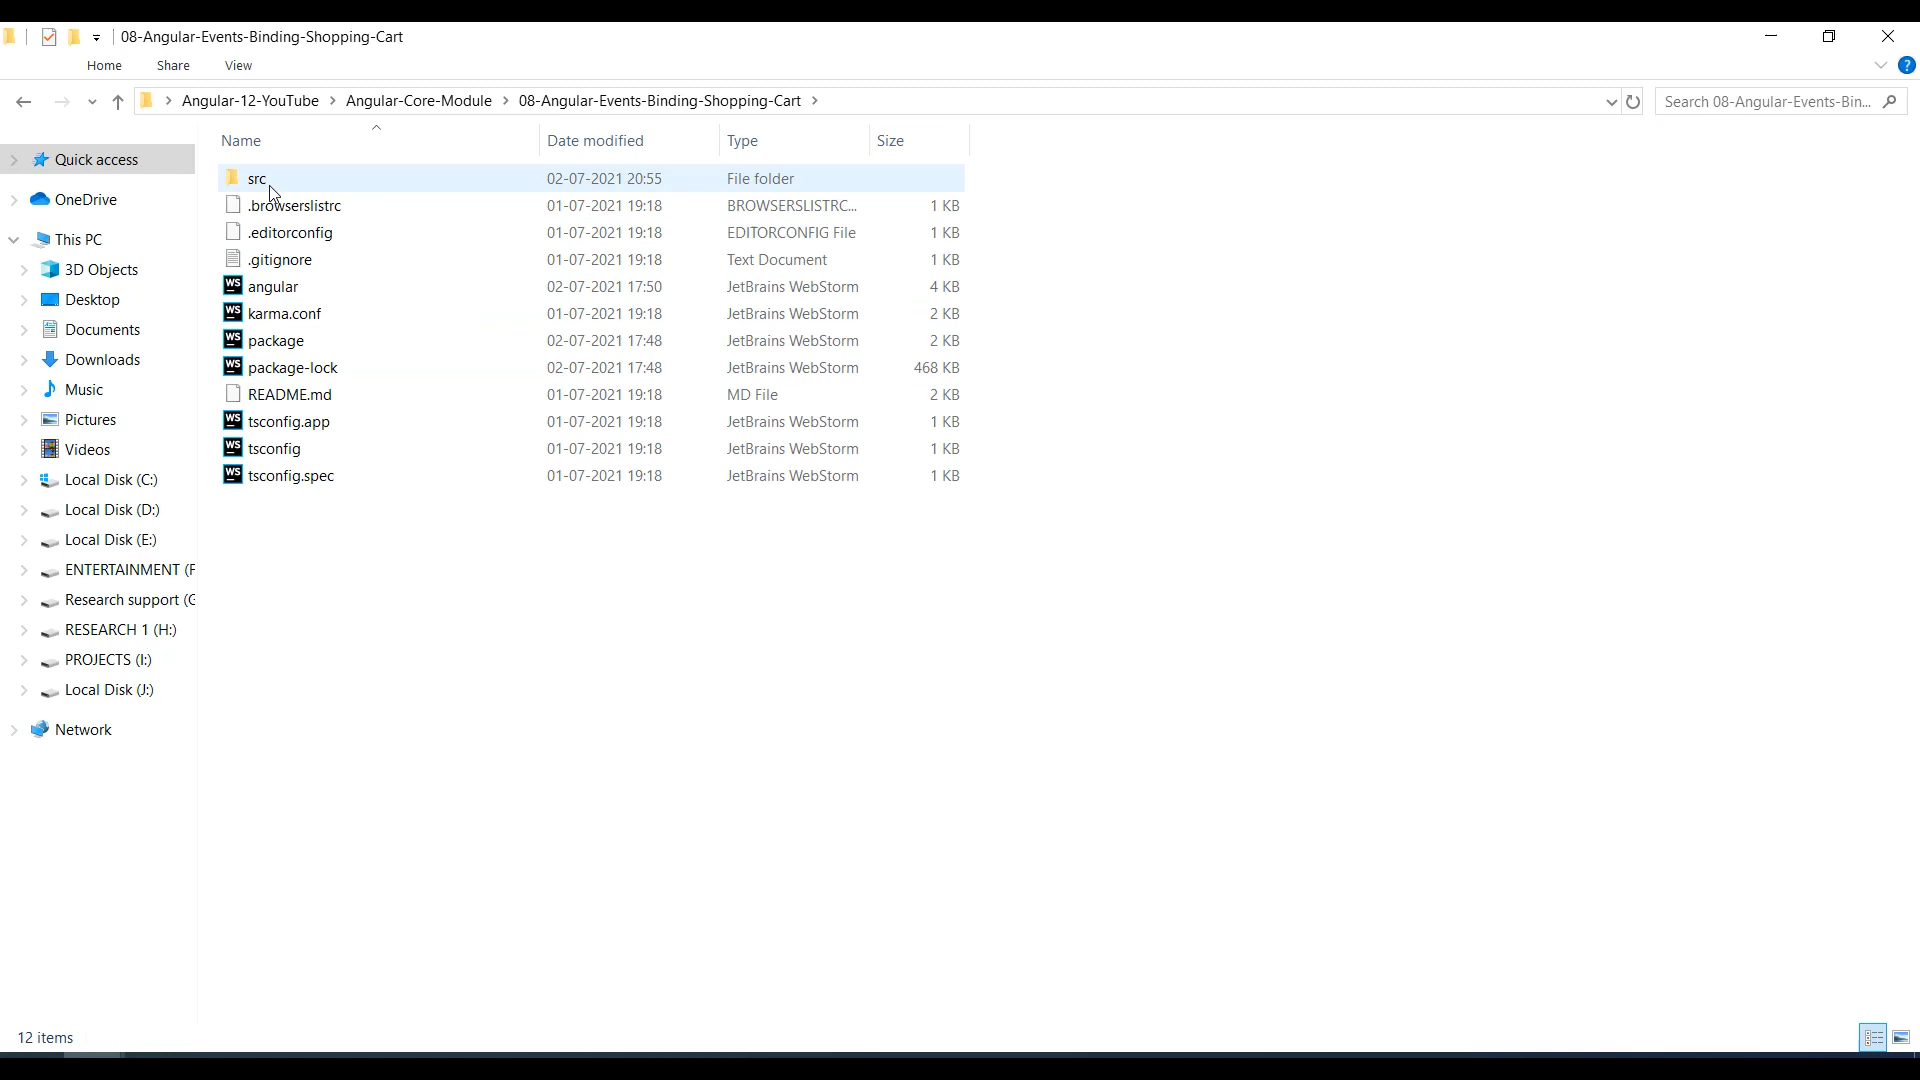 08-Angular-Events-Binding-Shopping-Cart
Home Share View
?
Angular-12-YouTube Angular-Core-Module 08-Angular-Events-Binding-Shopping-Cart
Search 08-Angular-Events-Bin...
Name Date modified Type Size
Quick access
OneDrive
This PC
3D Objects
Desktop
Documents
Downloads
Music
Pictures
Videos
Local Disk (C:)
Local Disk (D:)
Local Disk (E:)
ENTERTAINMENT (F
Research support (G
RESEARCH 1 (H:)
PROJECTS (I:)
Local Disk (J:)
Network
src 02-07-2021 20:55 File folder
.browserslistrc 01-07-2021 19:18 BROWSERSLISTRC... 1 KB
.editorconfig 01-07-2021 19:18 EDITORCONFIG File 1 KB
.gitignore 01-07-2021 19:18 Text Document 1 KB
WS angular 02-07-2021 17:50 JetBrains WebStorm 4 KB
WS karma.conf 01-07-2021 19:18 JetBrains WebStorm 2 KB
WS package 02-07-2021 17:48 JetBrains WebStorm 2 KB
WS package-lock 02-07-2021 17:48 JetBrains WebStorm 468 KB
README.md 01-07-2021 19:18 MD File 2 KB
WS tsconfig.app 01-07-2021 19:18 JetBrains WebStorm 1 KB
WS tsconfig 01-07-2021 19:18 JetBrains WebStorm 1 KB
WS tsconfig.spec 01-07-2021 19:18 JetBrains WebStorm 1 KB
12 items